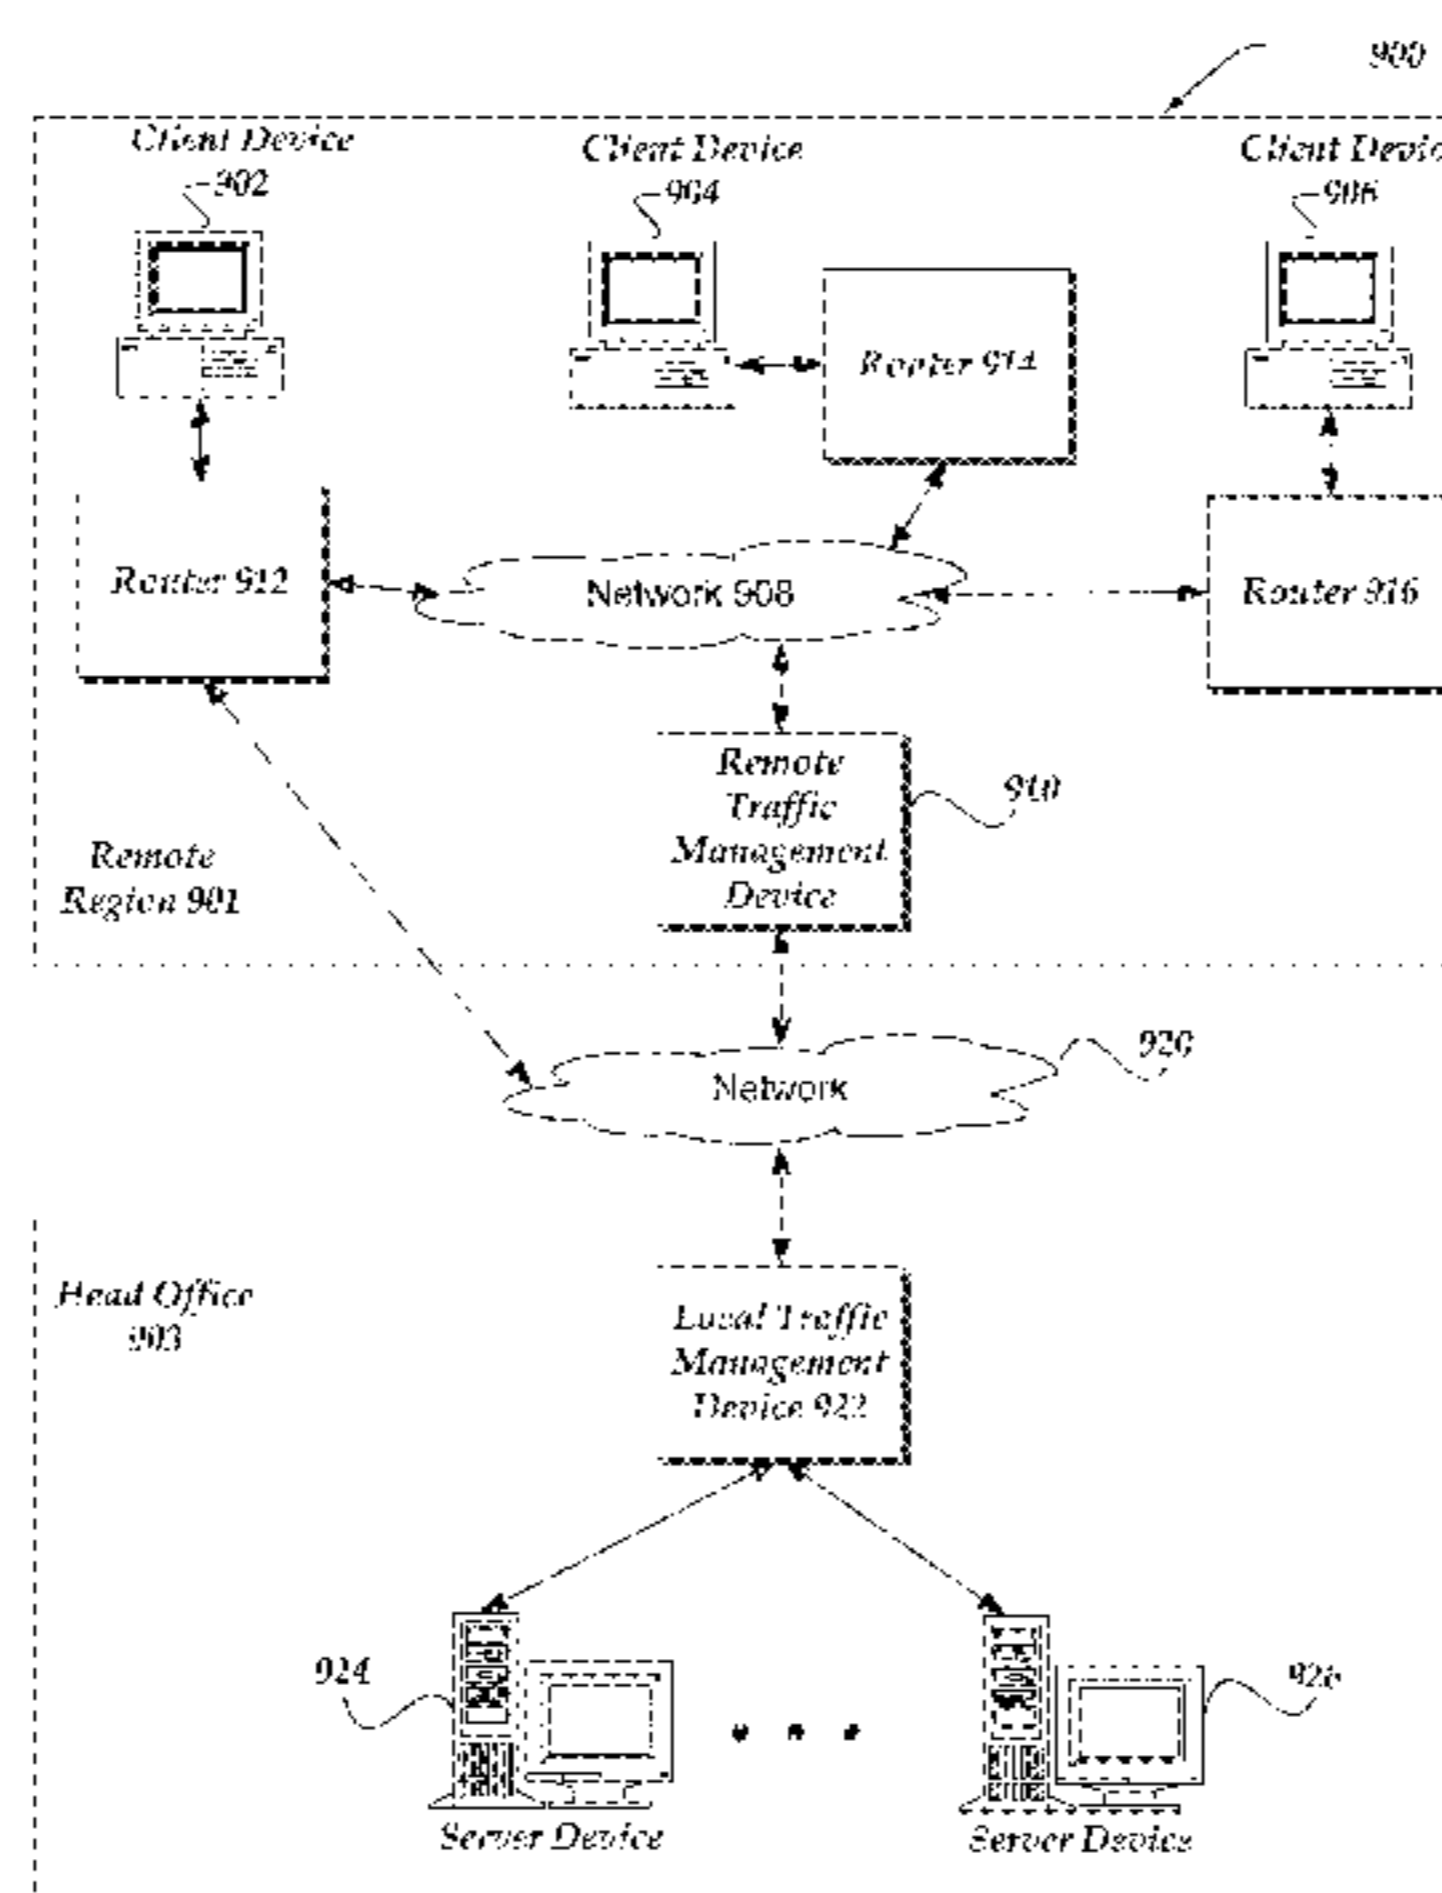 900
Client Device
902
Client Device
904
Client Devic
906
Router 914
Router 912
Network 908
Router 916
Remote
Traffic
Management
Device
910
Remote
Region 901
920
Network
Head Office
903
Local Traffic
Management
Device 922
924
926
Server Device
Server Device